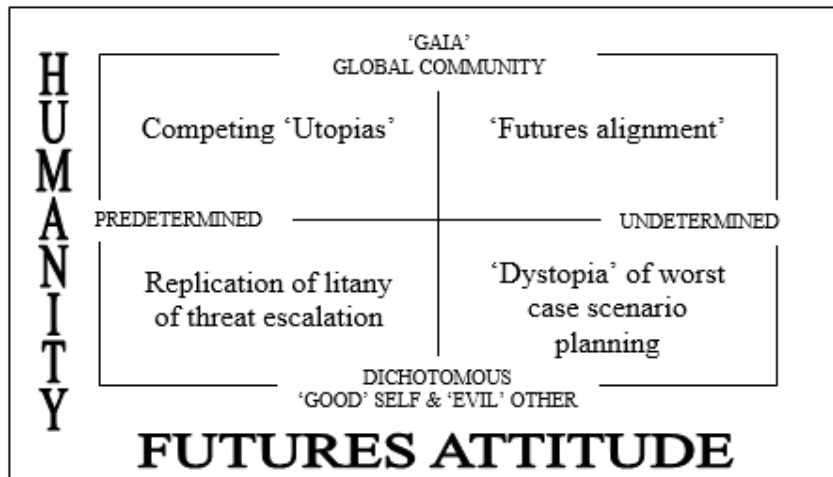 HUMANITY
‘GAIA’
GLOBAL COMMUNITY
Competing ‘Utopias’
‘Futures alignment’
PREDETERMINED
UNDETERMINED
Replication of litany
of threat escalation
‘Dystopia’ of worst
case scenario
planning
DICHOTOMOUS
‘GOOD’ SELF & ‘EVIL’ OTHER
FUTURES ATTITUDE